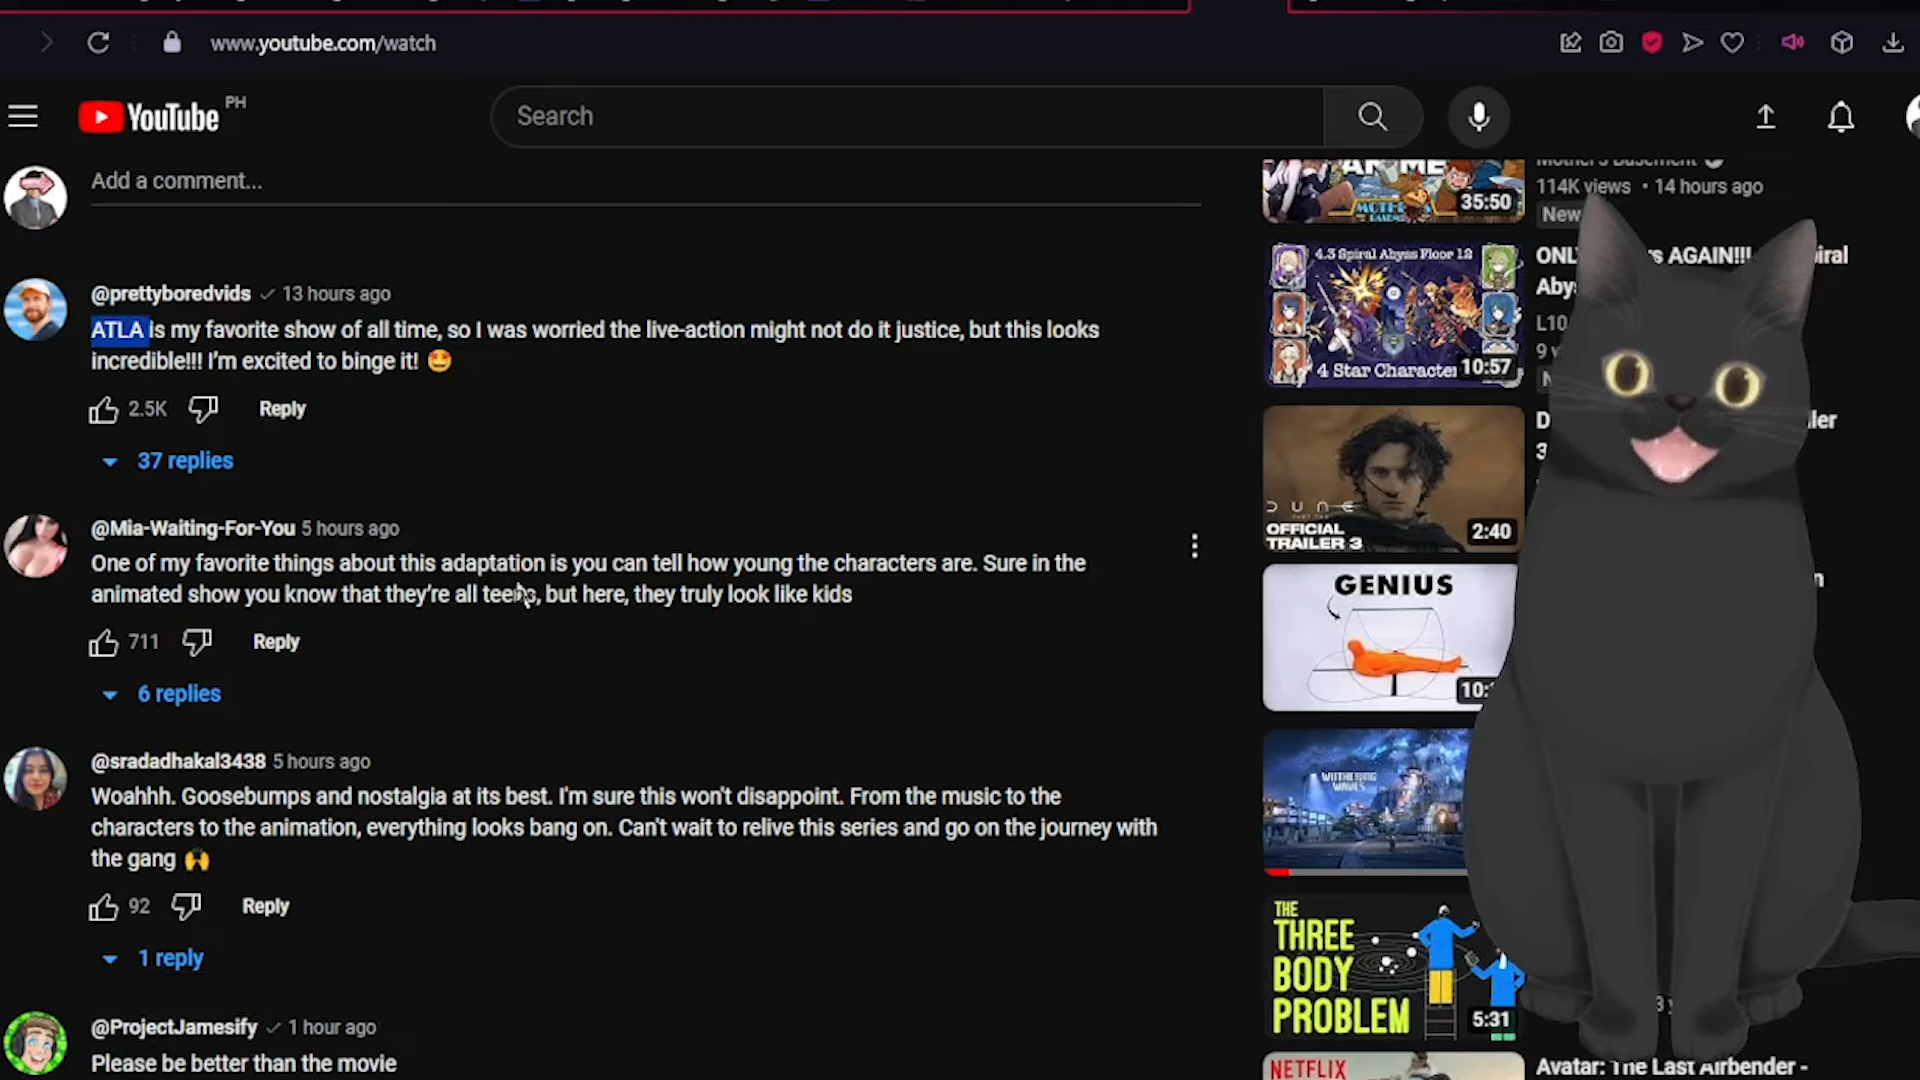 www.youtube.com/watch
YouTube PH
Search
Add a comment...
@prettyboredvids 13 hours ago
ATLA is my favorite show of all time, so I was worried the live-action might not do it justice, but this looks
incredible!!! I'm excited to binge it! 🤩
2.5K Reply
37 replies
@Mia-Waiting-For-You 5 hours ago
One of my favorite things about this adaptation is you can tell how young the characters are. Sure in the
animated show you know that they're all teens, but here, they truly look like kids
711 Reply
6 replies
@sradadhakal3438 5 hours ago
Woahhh. Goosebumps and nostalgia at its best. I'm sure this won't disappoint. From the music to the
characters to the animation, everything looks bang on. Can't wait to relive this series and go on the journey with
the gang 🙌
92 Reply
1 reply
@ProjectJamesify 1 hour ago
Please be better than the movie
ANIME
35:50
Mother's Basement
114K views • 14 hours ago
New
4.3 Spiral Abyss Floor 12
4 Star Character
10:57
AGAIN!!!
DUNE
OFFICIAL
TRAILER 3
2:40
GENIUS
WUTHERING
WAVES
THE
THREE
BODY
PROBLEM
5:31
NETFLIX
Avatar: The Last Airbender -